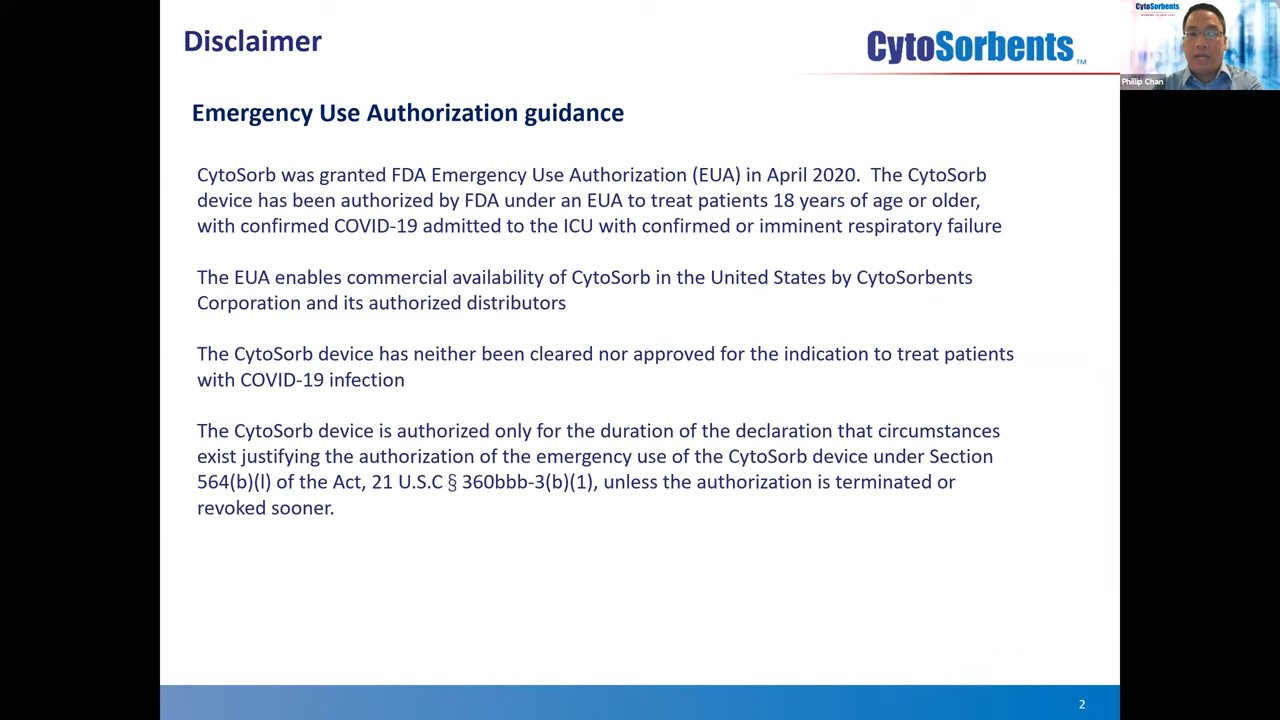 Disclaimer
CytoSorbents™
Emergency Use Authorization guidance
CytoSorb was granted FDA Emergency Use Authorization (EUA) in April 2020.  The CytoSorb
device has been authorized by FDA under an EUA to treat patients 18 years of age or older,
with confirmed COVID-19 admitted to the ICU with confirmed or imminent respiratory failure
The EUA enables commercial availability of CytoSorb in the United States by CytoSorbents
Corporation and its authorized distributors
The CytoSorb device has neither been cleared nor approved for the indication to treat patients
with COVID-19 infection
The CytoSorb device is authorized only for the duration of the declaration that circumstances
exist justifying the authorization of the emergency use of the CytoSorb device under Section
564(b)(l) of the Act, 21 U.S.C § 360bbb-3(b)(1), unless the authorization is terminated or
revoked sooner.
2
CytoSorbents
Philip Chan